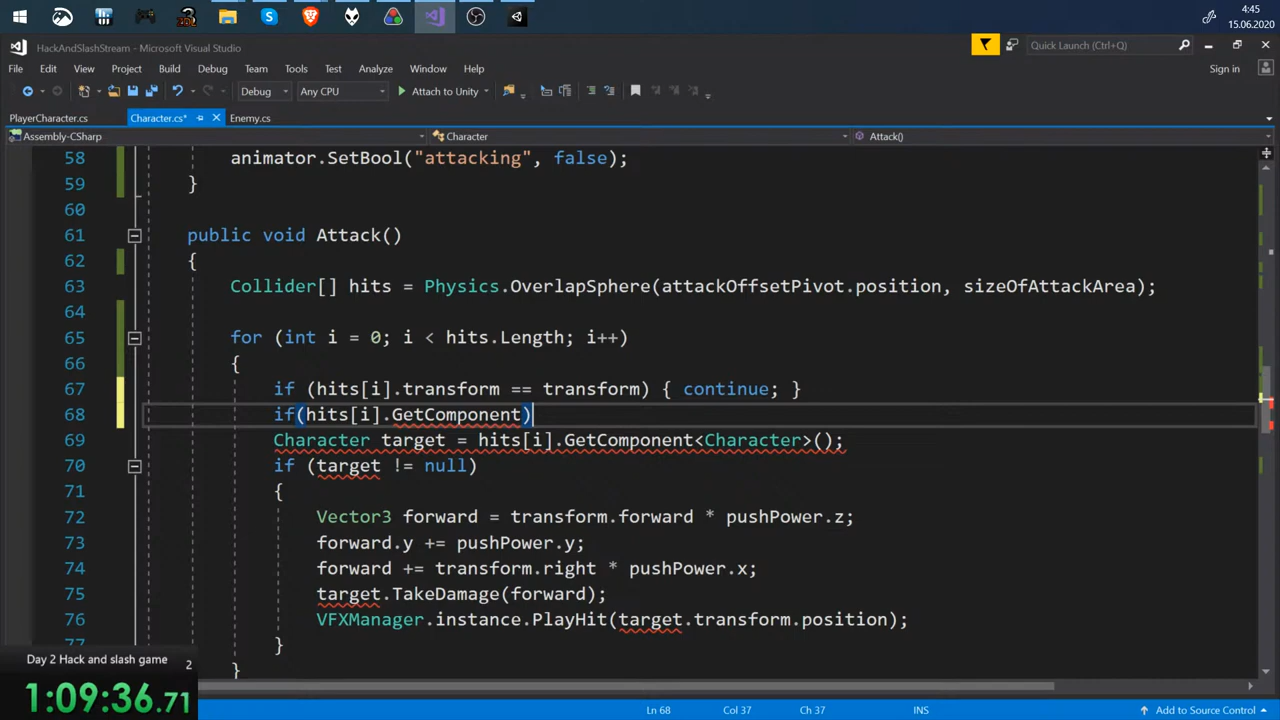 4:45
15.06.2020
HackAndSlashStream - Microsoft Visual Studio
Quick Launch (Ctrl+Q)
File Edit View Project Build Debug Team Tools Test Analyze Window Help
Sign in
Debug Any CPU Attach to Unity
PlayerCharacter.cs Character.cs* Enemy.cs
Assembly-CSharp Character Attack()
58 animator.SetBool("attacking", false);
59 }
60
61 public void Attack()
62 {
63 Collider[] hits = Physics.OverlapSphere(attackOffsetPivot.position, sizeOfAttackArea);
64
65 for (int i = 0; i < hits.Length; i++)
66 {
67 if (hits[i].transform == transform) { continue; }
68 if(hits[i].GetComponent)
69 Character target = hits[i].GetComponent<Character>();
70 if (target != null)
71 {
72 Vector3 forward = transform.forward * pushPower.z;
73 forward.y += pushPower.y;
74 forward += transform.right * pushPower.x;
75 target.TakeDamage(forward);
76 VFXManager.instance.PlayHit(target.transform.position);
77 }
}
Day 2 Hack and slash game 2
1:09:36.71
Ln 68 Col 37 Ch 37 INS Add to Source Control